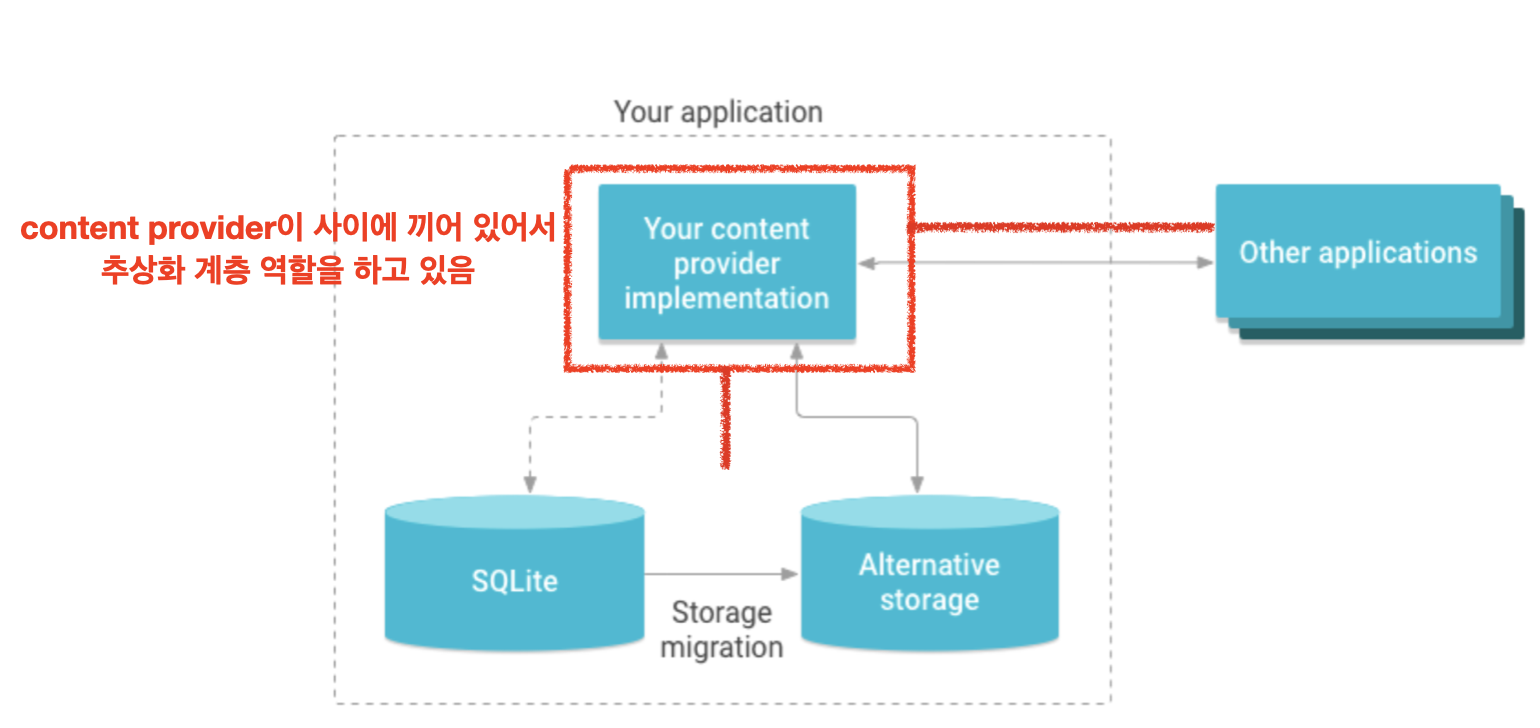 Your application
content provider이 사이에 끼어 있어서
추상화 계층 역할을 하고 있음
Your content
provider
implementation
Other applications
SQLite
Storage
migration
Alternative
storage